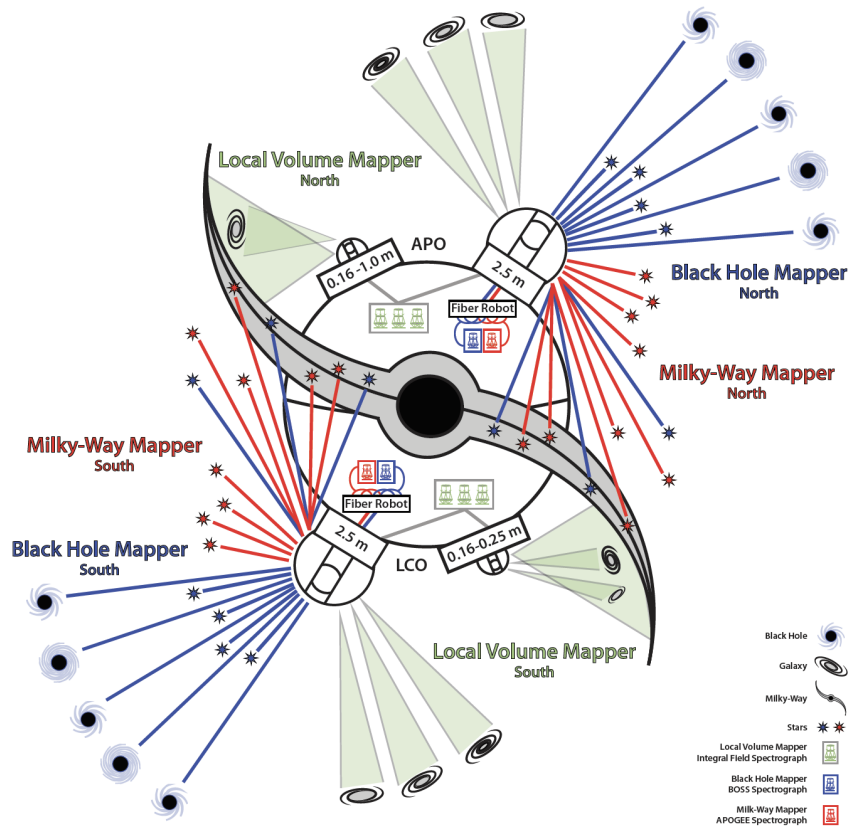 Local Volume Mapper
North
APO
0.16-1.0 m
2.5 m
Fiber Robot
Black Hole Mapper
North
Milky-Way Mapper
North
Milky-Way Mapper
South
Black Hole Mapper
South
Fiber Robot
2.5 m
LCO
0.16-0.25 m
Local Volume Mapper
South
Black Hole
Galaxy
Milky-Way
Stars
Local Volume Mapper
Integral Field Spectrograph
Black Hole Mapper
BOSS Spectrograph
Milk-Way Mapper
APOGEE Spectrograph